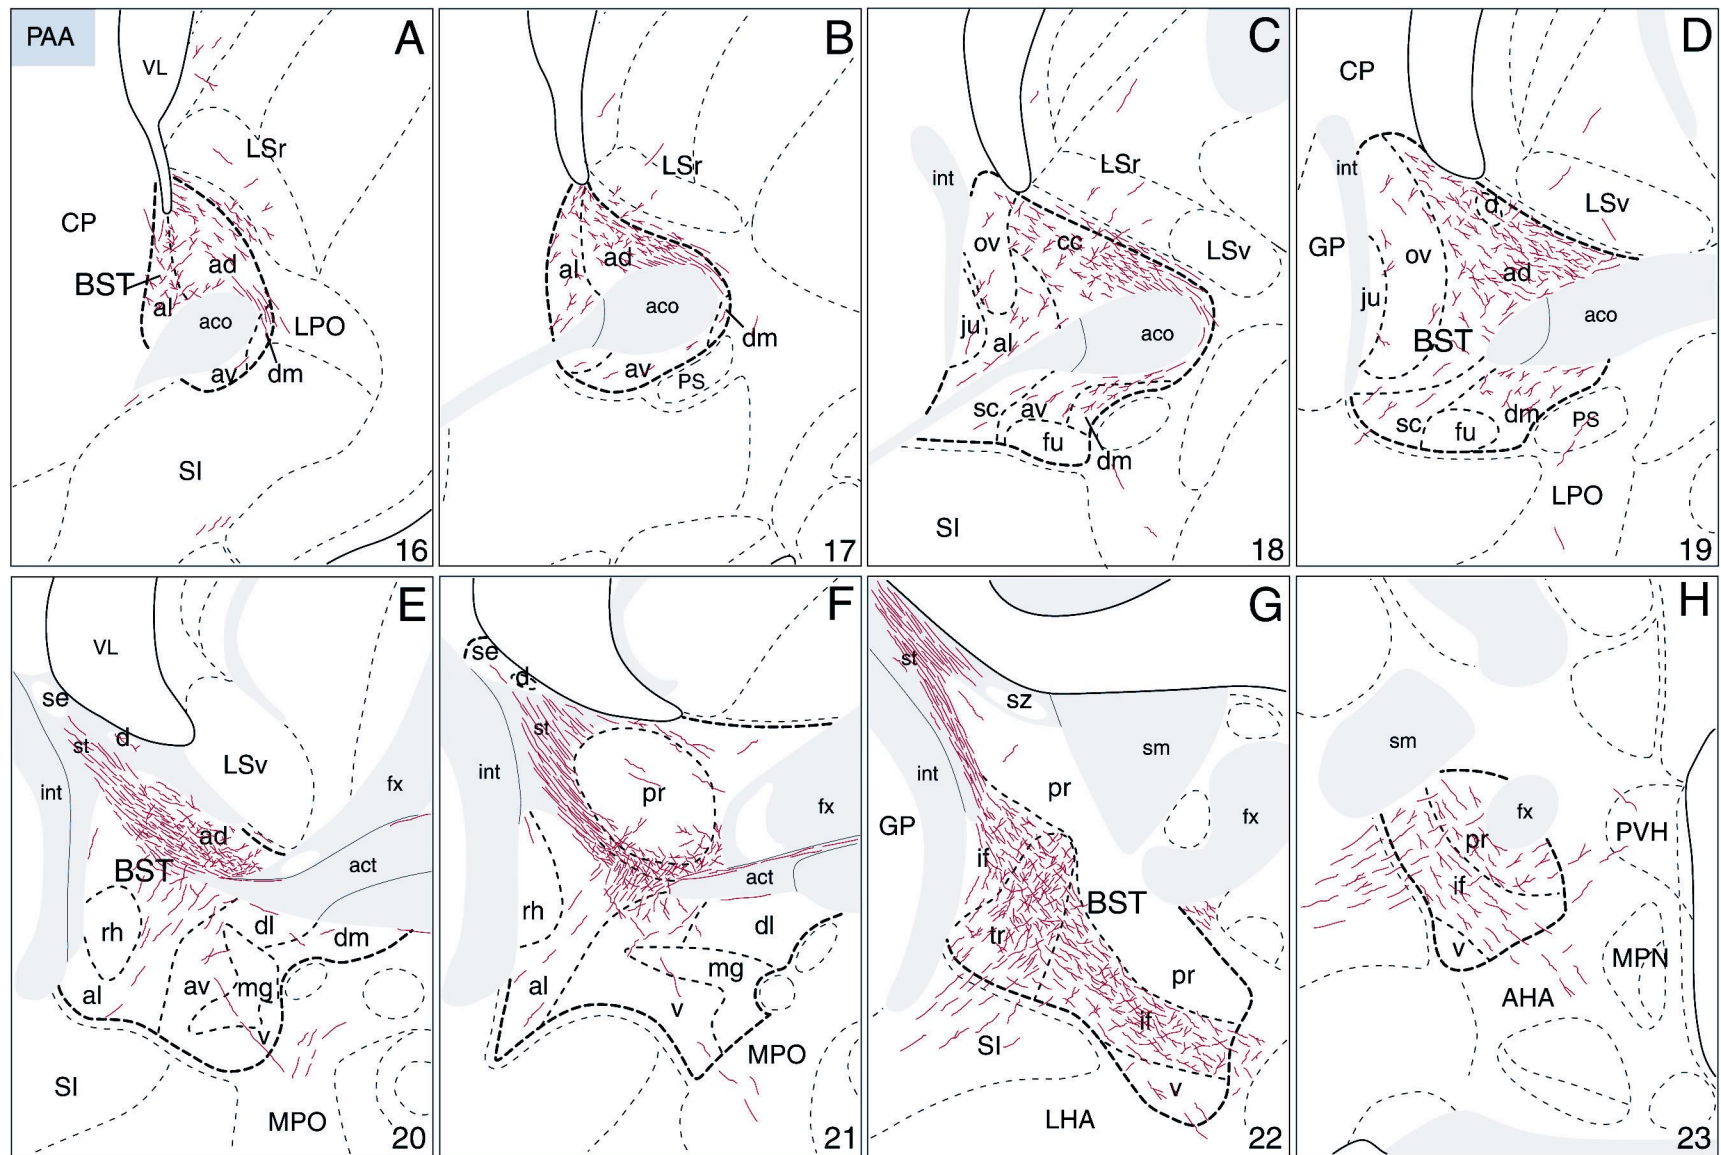 PAA
A
VL
LSr
CP
BST
ad
al
aco
LPO
av
dm
SI
16
B
LSr
al
ad
aco
dm
av
PS
17
C
int
LSr
ov
cc
LSv
ju
al
aco
sc
av
fu
dm
SI
18
D
CP
int
d
LSv
GP
ov
ad
ju
aco
BST
sc
fu
dm
PS
LPO
19
E
VL
se
st
d
LSv
int
fx
ad
BST
act
rh
dl
dm
al
av
mg
v
SI
MPO
20
F
se
d
st
int
pr
fx
act
rh
dl
al
mg
v
MPO
21
G
st
sz
sm
int
pr
GP
fx
if
BST
tr
pr
if
SI
v
LHA
22
H
sm
fx
pr
PVH
if
v
MPN
AHA
23